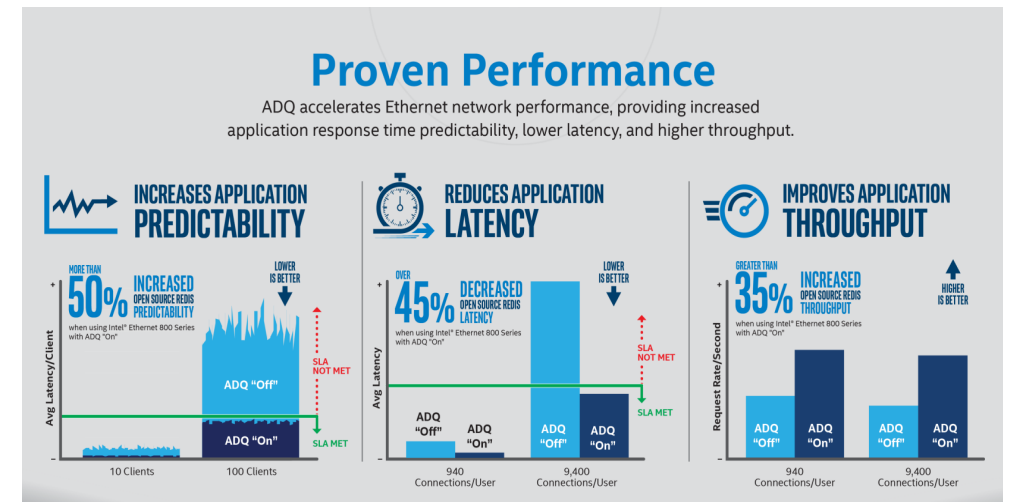 Proven Performance
ADQ accelerates Ethernet network performance, providing increased
application response time predictability, lower latency, and higher throughput.
INCREASES APPLICATION
PREDICTABILITY
MORE THAN
50%
INCREASED
OPEN SOURCE REDIS
PREDICTABILITY
when using Intel® Ethernet 800 Series
with ADQ "On"
LOWER
IS BETTER
+
Avg Latency/Client
–
SLA
NOT MET
ADQ "Off"
ADQ "On"
SLA MET
10 Clients
100 Clients
REDUCES APPLICATION
LATENCY
OVER
45%
DECREASED
OPEN SOURCE REDIS
LATENCY
when using Intel® Ethernet 800 Series
with ADQ "On"
LOWER
IS BETTER
+
Avg Latency
–
SLA
NOT MET
SLA MET
ADQ
"Off"
ADQ
"On"
ADQ
"Off"
ADQ
"On"
940
Connections/User
9,400
Connections/User
IMPROVES APPLICATION
THROUGHPUT
GREATER THAN
35%
INCREASED
OPEN SOURCE REDIS
THROUGHPUT
when using Intel® Ethernet 800 Series
with ADQ "On"
HIGHER
IS BETTER
+
Request Rate/Second
–
ADQ
"Off"
ADQ
"On"
ADQ
"Off"
ADQ
"On"
940
Connections/User
9,400
Connections/User